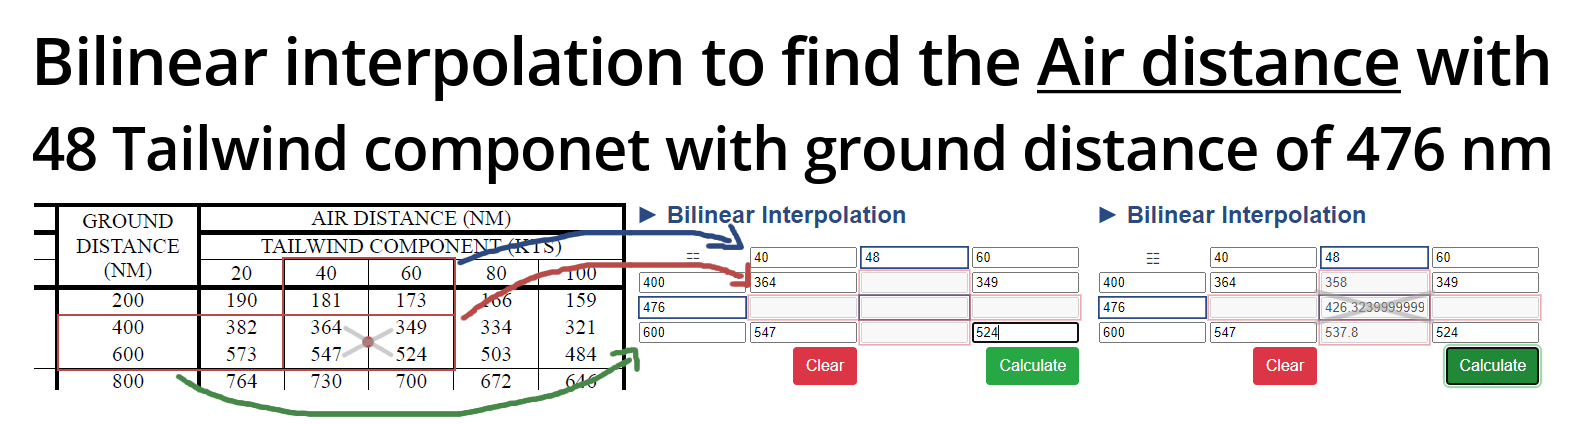 Bilinear interpolation to find the Air distance with
48 Tailwind componet with ground distance of 476 nm
GROUND DISTANCE (NM)
AIR DISTANCE (NM)
TAILWIND COMPONENT (KTS)
20 40 60 80 100
200 190 181 173 166 159
400 382 364 349 334 321
600 573 547 524 503 484
800 764 730 700 672 646
► Bilinear Interpolation
40 48 60
400 364 349
476
600 547 524
Clear Calculate
► Bilinear Interpolation
40 48 60
400 364 358 349
476 426.3239999999
600 547 537.8 524
Clear Calculate